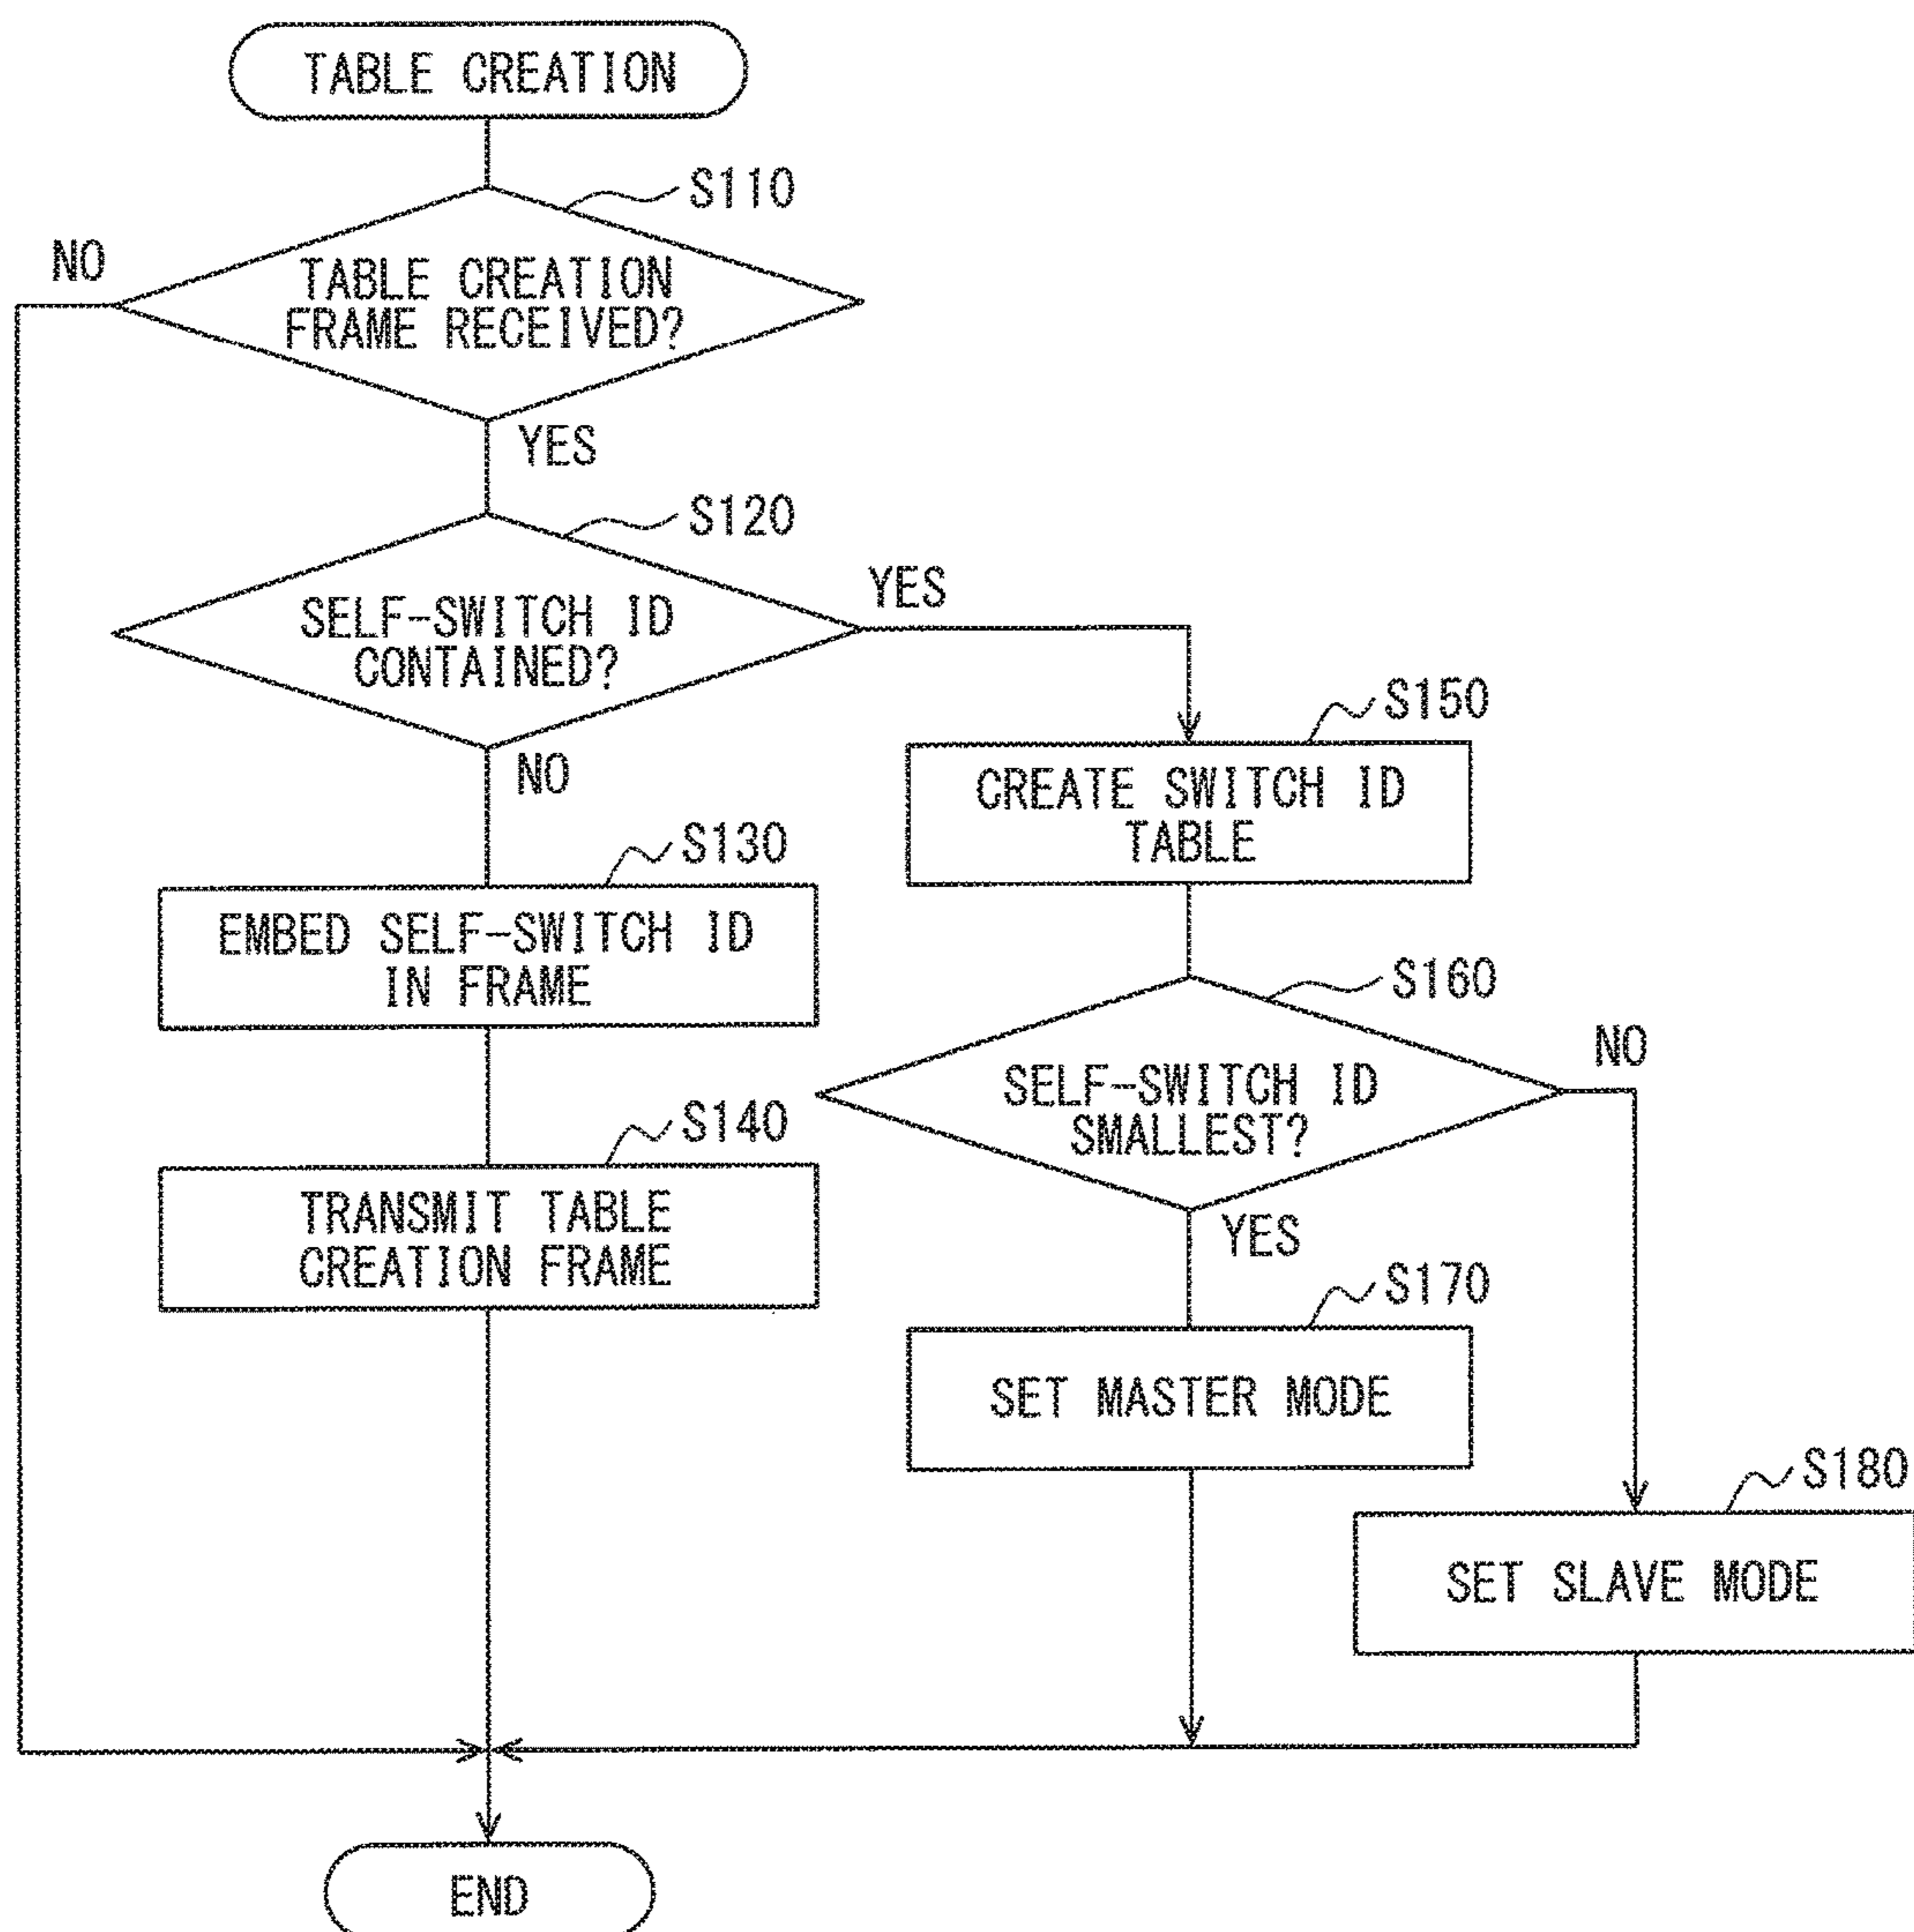 TABLE CREATION
S110
NO
TABLE CREATION
FRAME RECEIVED?
YES
S120
YES
SELF-SWITCH ID
CONTAINED?
NO
S150
CREATE SWITCH ID
TABLE
S130
EMBED SELF-SWITCH ID
IN FRAME
S160
NO
SELF-SWITCH ID
SMALLEST?
YES
S140
TRANSMIT TABLE
CREATION FRAME
S170
SET MASTER MODE
S180
SET SLAVE MODE
END